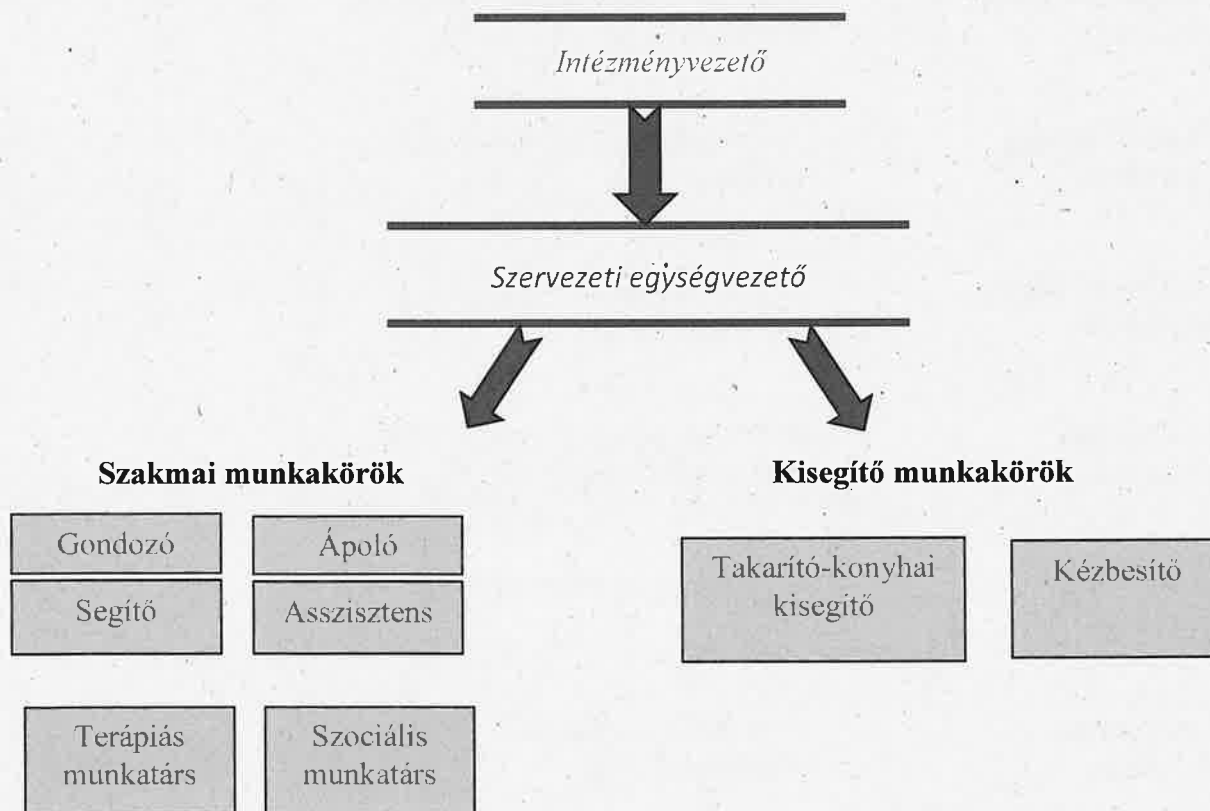 Intézményvezető
Szervezeti egységvezető
Szakmai munkakörök
Kisegítő munkakörök
Gondozó
Ápoló
Segítő
Asszisztens
Takarító-konyhai
kisegítő
Kézbesítő
Terápiás
munkatárs
Szociális
munkatárs